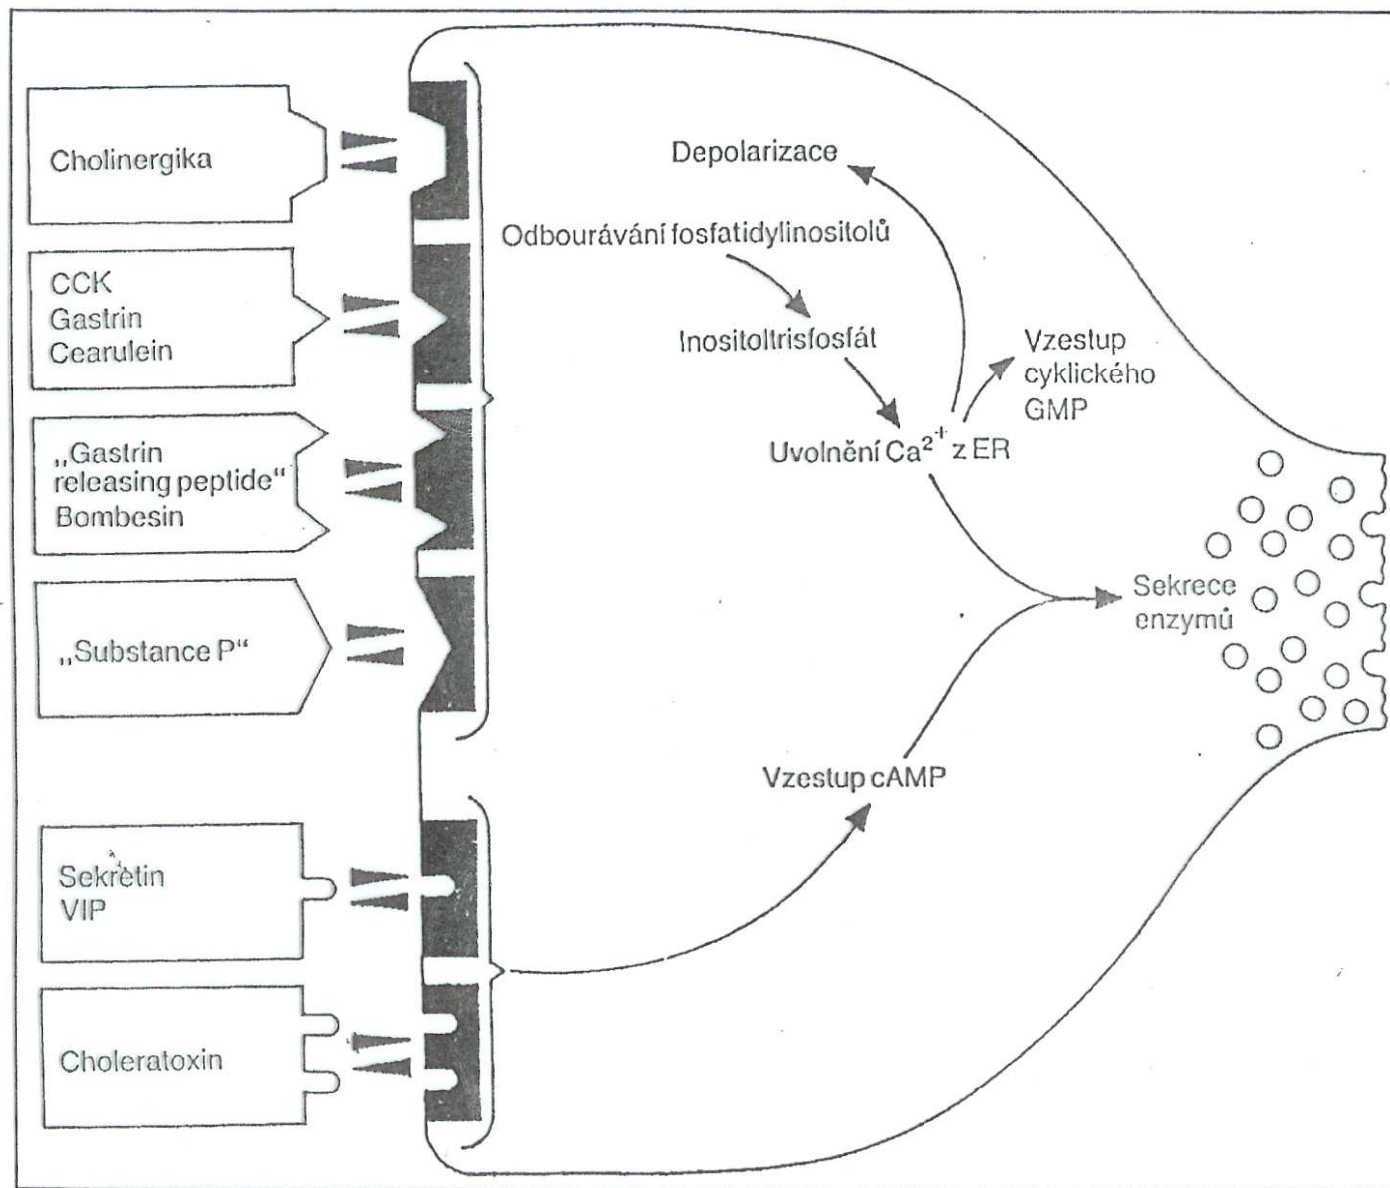 Cholinergika
CCK
Gastrin
Cearulein
„Gastrin
releasing peptide“
Bombesin
„Substance P“
Sekretin
VIP
Choleratoxin
Depolarizace
Odbourávání fosfatidylinositolů
Inositoltrisfosfát
Vzestup
cyklického
GMP
Uvolnění Ca²⁺ z ER
Sekrece
enzymů
Vzestup cAMP